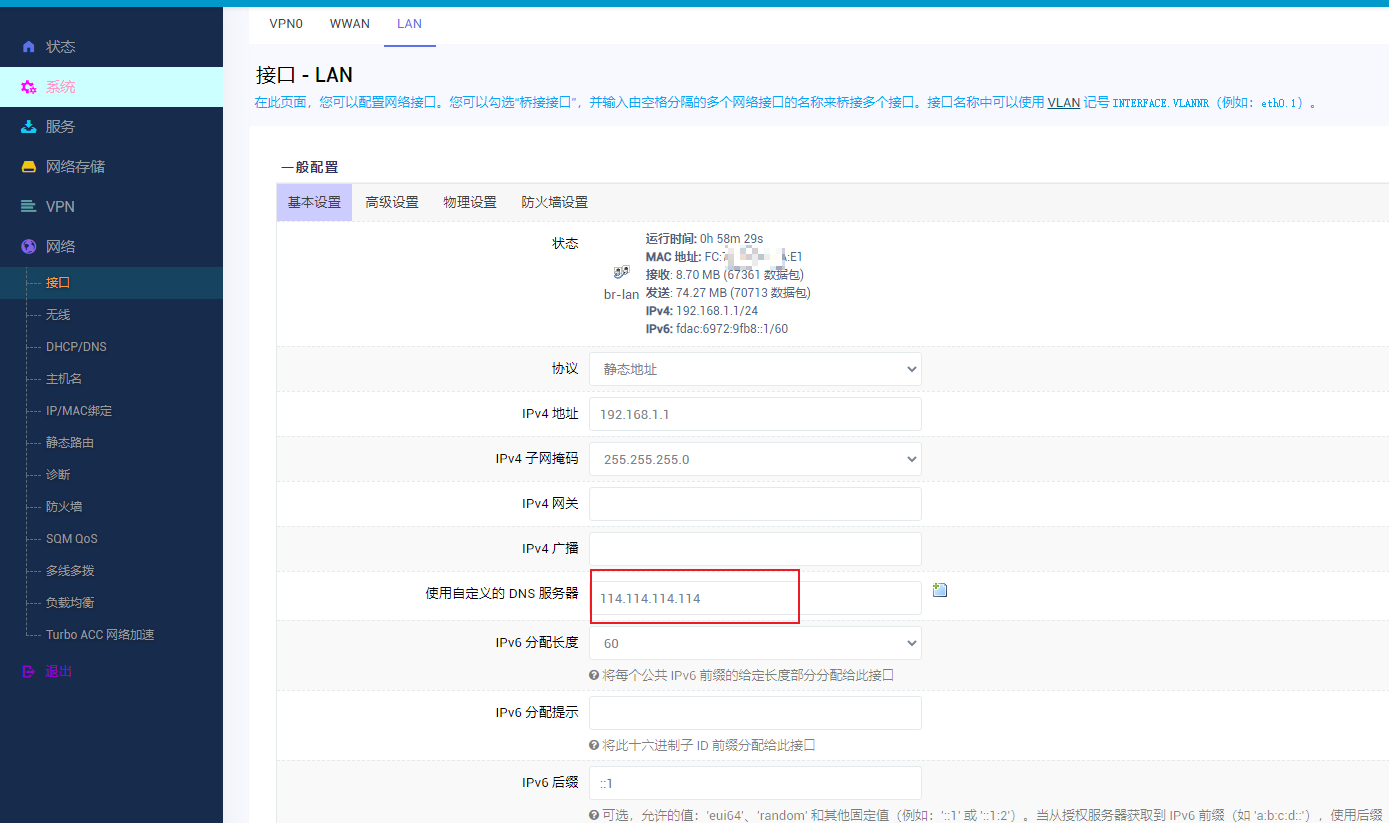 VPN0 WWAN LAN
状态
系统
服务
网络存储
VPN
网络
接口
无线
DHCP/DNS
主机名
IP/MAC绑定
静态路由
诊断
防火墙
SQM QoS
多线多拨
负载均衡
Turbo ACC 网络加速
退出
接口 - LAN
在此页面，您可以配置网络接口。您可以勾选“桥接接口”，并输入由空格分隔的多个网络接口的名称来桥接多个接口。接口名称中可以使用 VLAN 记号 INTERFACE.VLANNR（例如：eth0.1）。
一般配置
基本设置 高级设置 物理设置 防火墙设置
状态
br-lan
运行时间: 0h 58m 29s
MAC 地址: FC: :E1
接收: 8.70 MB (67361 数据包)
发送: 74.27 MB (70713 数据包)
IPv4: 192.168.1.1/24
IPv6: fdac:6972:9fb8::1/60
协议 静态地址
IPv4 地址 192.168.1.1
IPv4 子网掩码 255.255.255.0
IPv4 网关
IPv4 广播
使用自定义的 DNS 服务器 114.114.114.114
IPv6 分配长度 60
将每个公共 IPv6 前缀的给定长度部分分配给此接口
IPv6 分配提示
将此十六进制子 ID 前缀分配给此接口
IPv6 后缀 ::1
可选，允许的值：'eui64'、'random' 和其他固定值（例如：'::1' 或 '::1:2'）。当从授权服务器获取到 IPv6 前缀（如 'a:b:c:d::'），使用后缀